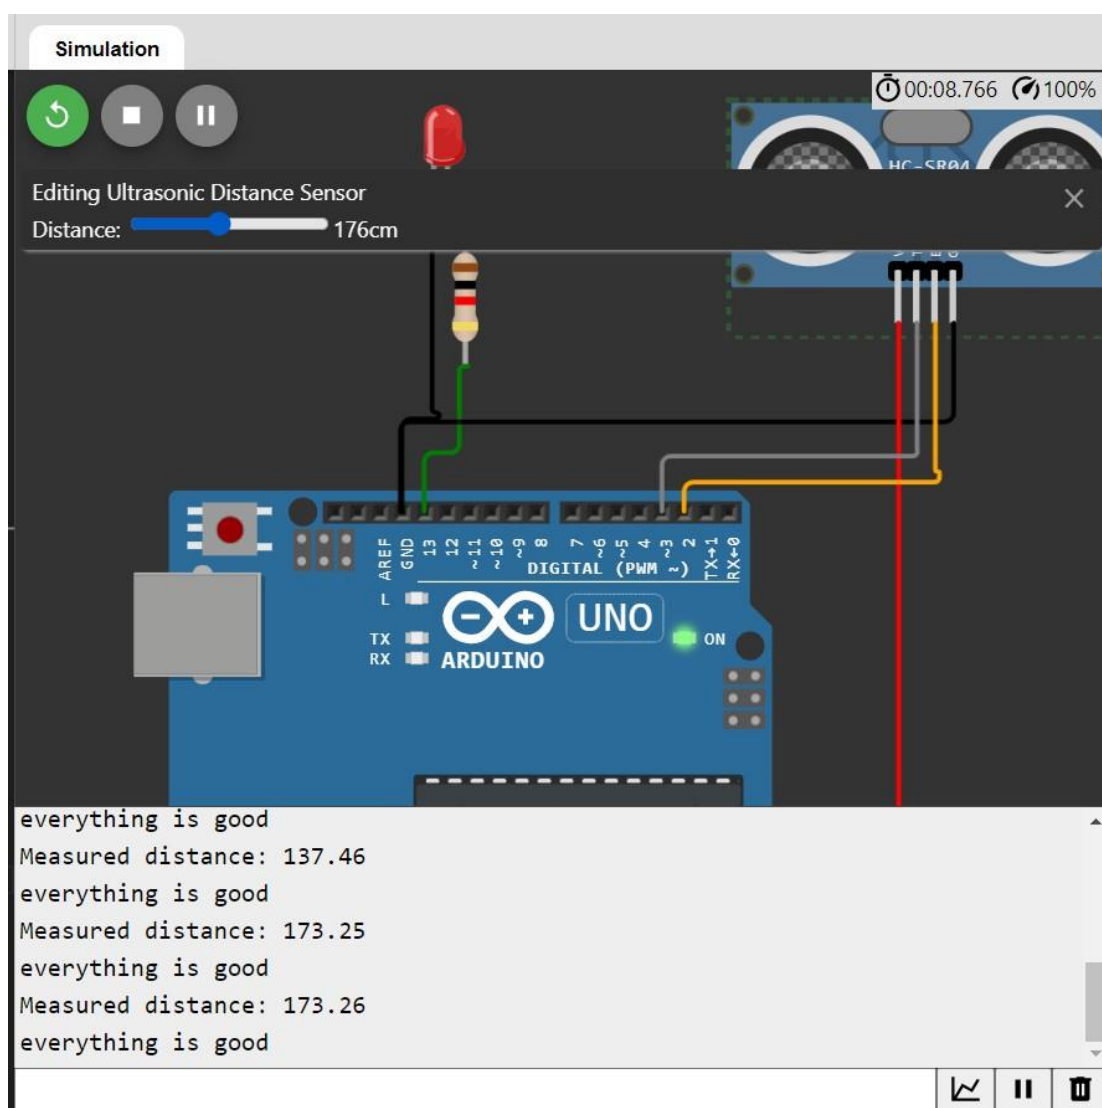 Simulation
00:08.766 100%
HC-SR04
Editing Ultrasonic Distance Sensor
Distance: 176cm
AREF
GND
13
12
~11
~10
~9
8
7
~6
~5
4
~3
2
TX→1
RX←0
DIGITAL (PWM ~)
L
TX
RX
UNO
ON
ARDUINO
everything is good
Measured distance: 137.46
everything is good
Measured distance: 173.25
everything is good
Measured distance: 173.26
everything is good